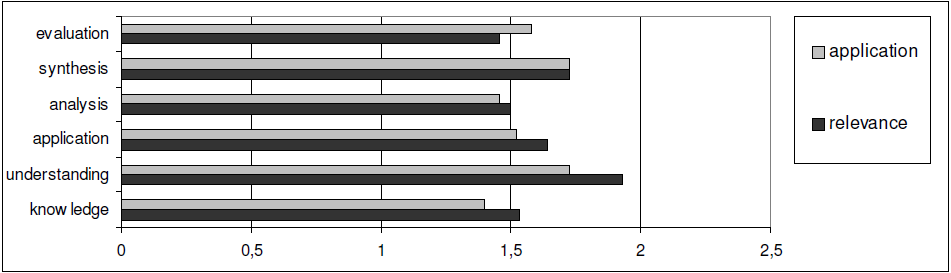 evaluation
synthesis
analysis
application
understanding
know ledge
0 0,5 1 1,5 2 2,5
application
relevance